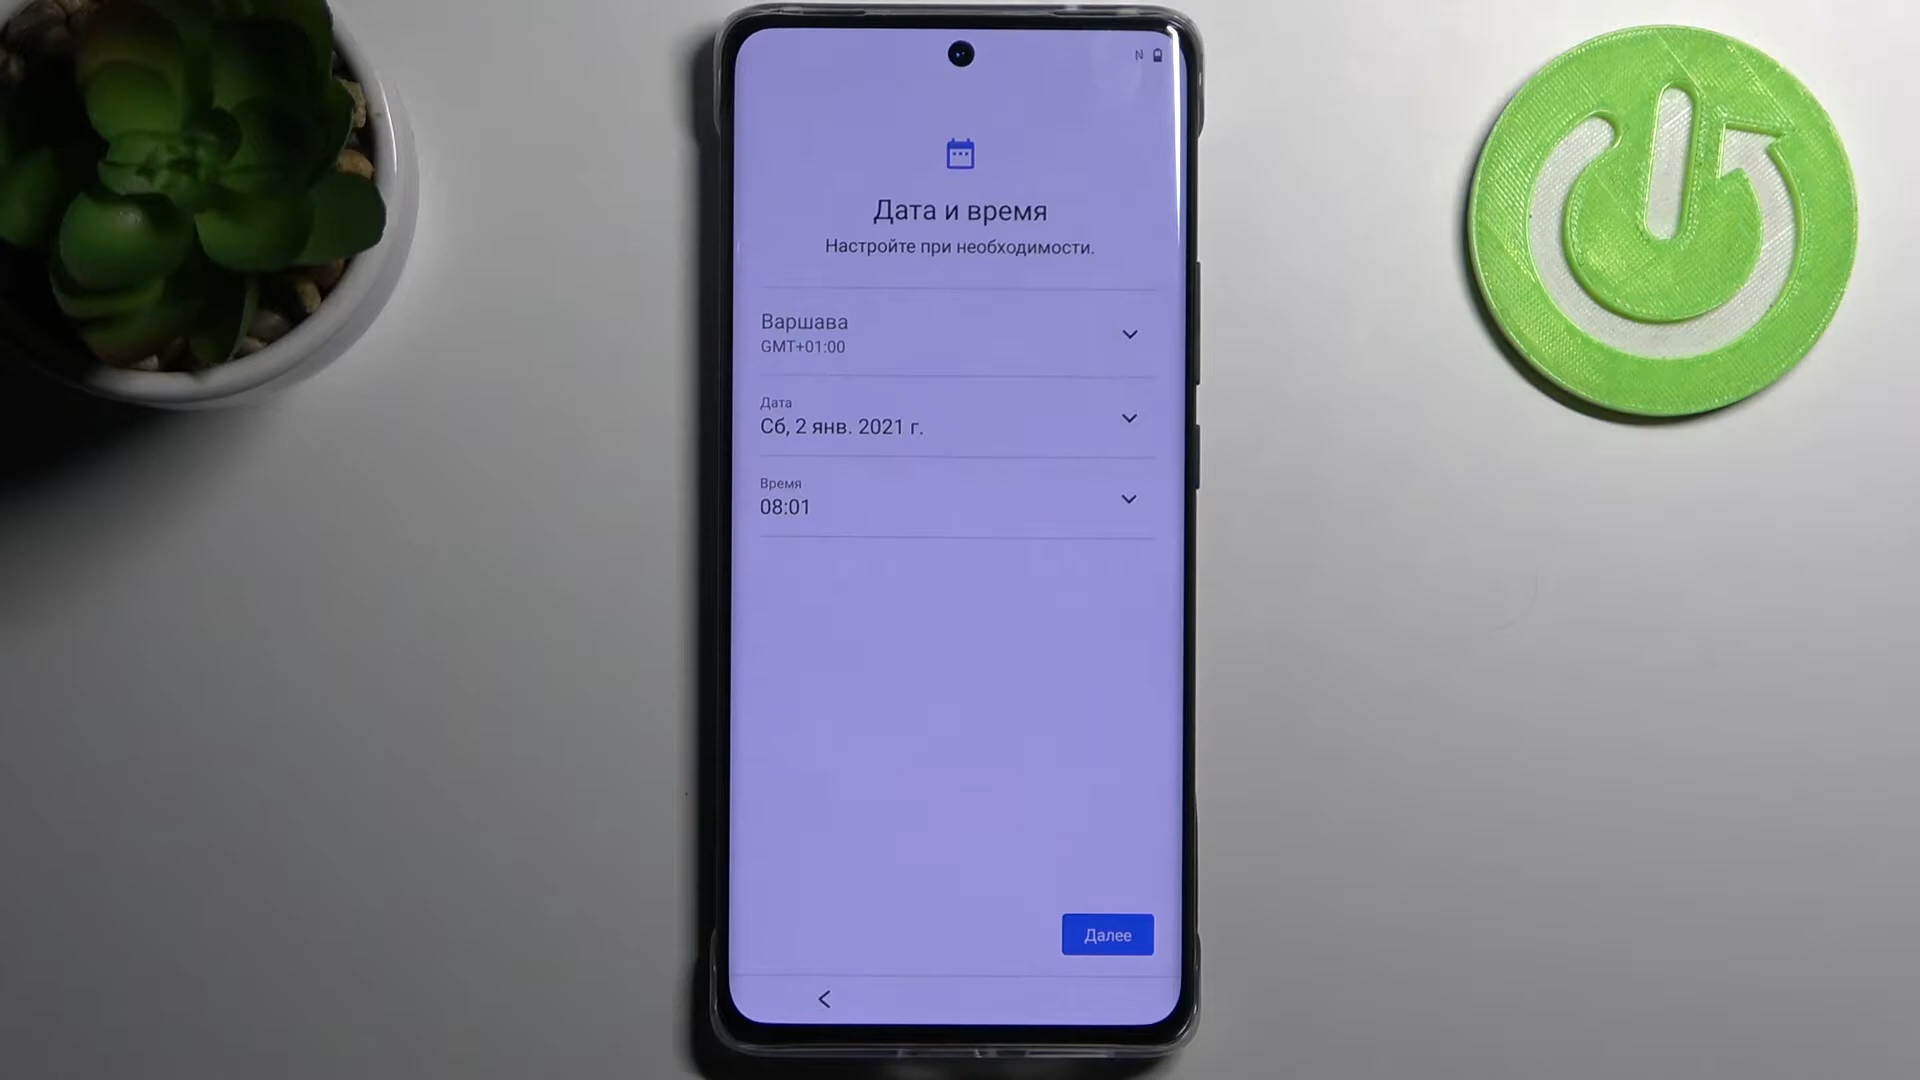 Дата и время
Настройте при необходимости.
Варшава
GMT+01:00
Дата
Сб, 2 янв. 2021 г.
Время
08:01
Далее